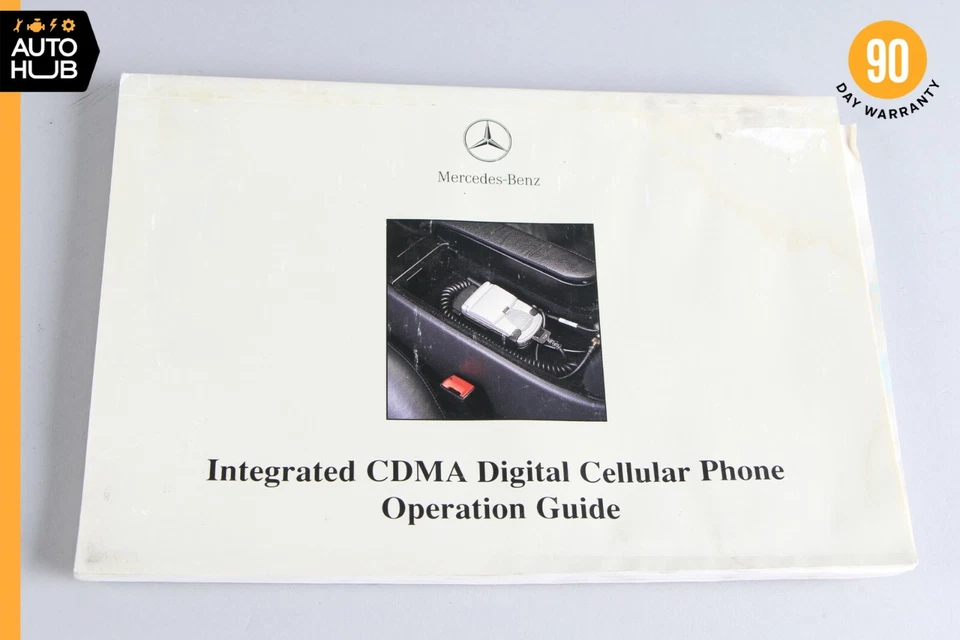 AUTO
HUB
90
DAY WARRANTY
Mercedes-Benz
Integrated CDMA Digital Cellular Phone
Operation Guide